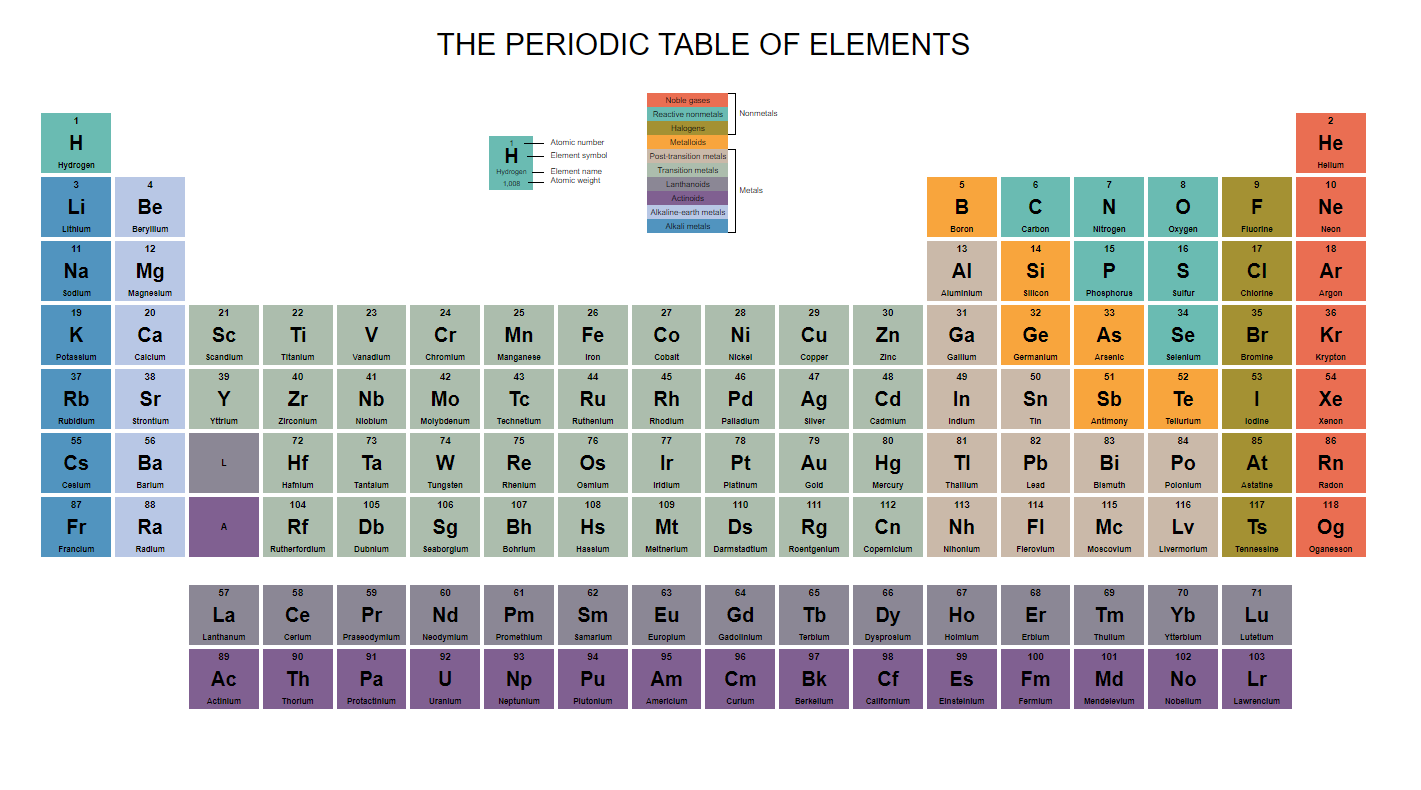 THE PERIODIC TABLE OF ELEMENTS
Noble gases
Reactive nonmetals
Halogens
Metalloids
Post-transition metals
Transition metals
Lanthanoids
Actinoids
Alkaline-earth metals
Alkali metals
Nonmetals
Metals
1
H
Hydrogen
1,008
Atomic number
Element symbol
Element name
Atomic weight
1 2
H He
Hydrogen Helium
3 4 5 6 7 8 9 10
Li Be B C N O F Ne
Lithium Beryllium Boron Carbon Nitrogen Oxygen Fluorine Neon
11 12 13 14 15 16 17 18
Na Mg Al Si P S Cl Ar
Sodium Magnesium Aluminium Silicon Phosphorus Sulfur Chlorine Argon
19 20 21 22 23 24 25 26 27 28 29 30 31 32 33 34 35 36
K Ca Sc Ti V Cr Mn Fe Co Ni Cu Zn Ga Ge As Se Br Kr
Potassium Calcium Scandium Titanium Vanadium Chromium Manganese Iron Cobalt Nickel Copper Zinc Gallium Germanium Arsenic Selenium Bromine Krypton
37 38 39 40 41 42 43 44 45 46 47 48 49 50 51 52 53 54
Rb Sr Y Zr Nb Mo Tc Ru Rh Pd Ag Cd In Sn Sb Te I Xe
Rubidium Strontium Yttrium Zirconium Niobium Molybdenum Technetium Ruthenium Rhodium Palladium Silver Cadmium Indium Tin Antimony Tellurium Iodine Xenon
55 56 72 73 74 75 76 77 78 79 80 81 82 83 84 85 86
Cs Ba L Hf Ta W Re Os Ir Pt Au Hg Tl Pb Bi Po At Rn
Cesium Barium Hafnium Tantalum Tungsten Rhenium Osmium Iridium Platinum Gold Mercury Thallium Lead Bismuth Polonium Astatine Radon
87 88 104 105 106 107 108 109 110 111 112 113 114 115 116 117 118
Fr Ra A Rf Db Sg Bh Hs Mt Ds Rg Cn Nh Fl Mc Lv Ts Og
Francium Radium Rutherfordium Dubnium Seaborgium Bohrium Hassium Meitnerium Darmstadtium Roentgenium Copernicium Nihonium Flerovium Moscovium Livermorium Tennessine Oganesson
57 58 59 60 61 62 63 64 65 66 67 68 69 70 71
La Ce Pr Nd Pm Sm Eu Gd Tb Dy Ho Er Tm Yb Lu
Lanthanum Cerium Praseodymium Neodymium Promethium Samarium Europium Gadolinium Terbium Dysprosium Holmium Erbium Thulium Ytterbium Lutetium
89 90 91 92 93 94 95 96 97 98 99 100 101 102 103
Ac Th Pa U Np Pu Am Cm Bk Cf Es Fm Md No Lr
Actinium Thorium Protactinium Uranium Neptunium Plutonium Americium Curium Berkelium Californium Einsteinium Fermium Mendelevium Nobelium Lawrencium